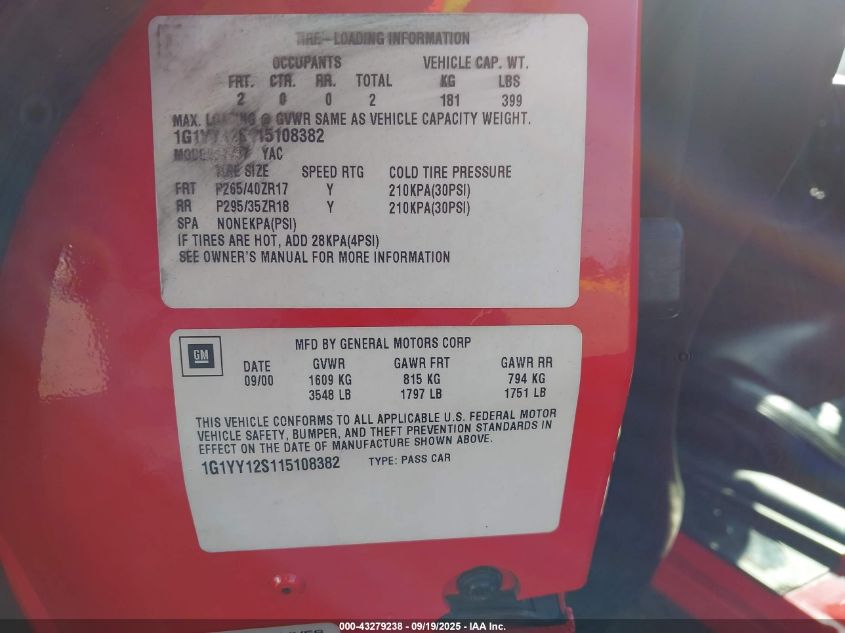 TIRE-LOADING INFORMATION
OCCUPANTS VEHICLE CAP. WT.
FRT. CTR. RR. TOTAL KG LBS
2 0 0 2 181 399
MAX. LOADING @ GVWR SAME AS VEHICLE CAPACITY WEIGHT.
1G1YY12S115108382
MODEL: YAC
TIRE SIZE SPEED RTG COLD TIRE PRESSURE
FRT P265/40ZR17 Y 210KPA(30PSI)
RR P295/35ZR18 Y 210KPA(30PSI)
SPA NONEKPA(PSI)
IF TIRES ARE HOT, ADD 28KPA(4PSI)
SEE OWNER'S MANUAL FOR MORE INFORMATION
GM
MFD BY GENERAL MOTORS CORP
DATE GVWR GAWR FRT GAWR RR
09/00 1609 KG 815 KG 794 KG
3548 LB 1797 LB 1751 LB
THIS VEHICLE CONFORMS TO ALL APPLICABLE U.S. FEDERAL MOTOR
VEHICLE SAFETY, BUMPER, AND THEFT PREVENTION STANDARDS IN
EFFECT ON THE DATE OF MANUFACTURE SHOWN ABOVE.
1G1YY12S115108382 TYPE: PASS CAR
000-43279238 - 09/19/2025 - IAA Inc.